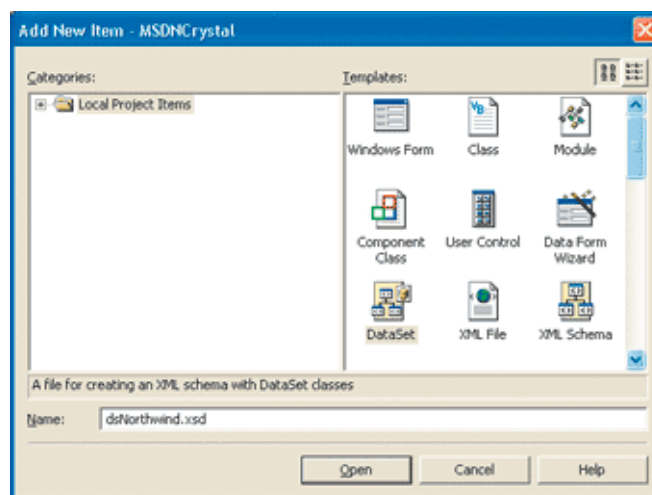 Add New Item - MSDNCrystal
Categories:
Templates:
Local Project Items
Windows Form
Class
Module
Component Class
User Control
Data Form Wizard
DataSet
XML File
XML Schema
A file for creating an XML schema with DataSet classes
Name:
dsNorthwind.xsd
Open
Cancel
Help